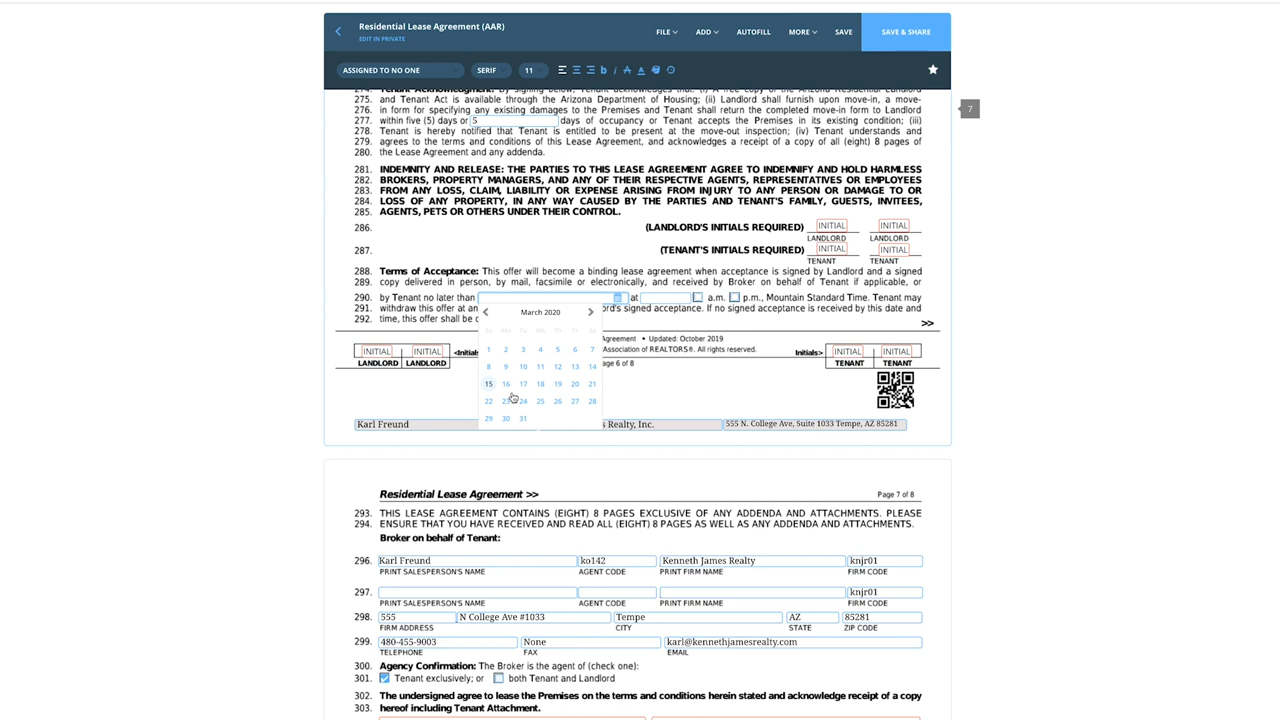 Residential Lease Agreement (AAR)
EDIT IN PRIVATE
FILE ADD AUTOFILL MORE SAVE SAVE & SHARE
ASSIGNED TO NO ONE SERIF 11
7
274. Tenant Acknowledgment: By signing below, Tenant acknowledges that: (i) A free copy of the Arizona Residential Landlord
275. and Tenant Act is available through the Arizona Department of Housing; (ii) Landlord shall furnish upon move-in, a move-
276. in form for specifying any existing damages to the Premises and Tenant shall return the completed move-in form to Landlord
277. within five (5) days or 5 days of occupancy or Tenant accepts the Premises in its existing condition; (iii)
278. Tenant is hereby notified that Tenant is entitled to be present at the move-out inspection; (iv) Tenant understands and
279. agrees to the terms and conditions of this Lease Agreement, and acknowledges a receipt of a copy of all (eight) 8 pages of
280. the Lease Agreement and any addenda.
281. INDEMNITY AND RELEASE: THE PARTIES TO THIS LEASE AGREEMENT AGREE TO INDEMNIFY AND HOLD HARMLESS
282. BROKERS, PROPERTY MANAGERS, AND ANY OF THEIR RESPECTIVE AGENTS, REPRESENTATIVES OR EMPLOYEES
283. FROM ANY LOSS, CLAIM, LIABILITY OR EXPENSE ARISING FROM INJURY TO ANY PERSON OR DAMAGE TO OR
284. LOSS OF ANY PROPERTY, IN ANY WAY CAUSED BY THE PARTIES AND TENANT'S FAMILY, GUESTS, INVITEES,
285. AGENTS, PETS OR OTHERS UNDER THEIR CONTROL.
286. (LANDLORD'S INITIALS REQUIRED) INITIAL INITIAL
LANDLORD LANDLORD
287. (TENANT'S INITIALS REQUIRED) INITIAL INITIAL
TENANT TENANT
288. Terms of Acceptance: This offer will become a binding lease agreement when acceptance is signed by Landlord and a signed
289. copy delivered in person, by mail, facsimile or electronically, and received by Broker on behalf of Tenant if applicable, or
290. by Tenant no later than at a.m. p.m., Mountain Standard Time. Tenant may
291. withdraw this offer at an rd's signed acceptance. If no signed acceptance is received by this date and
292. time, this offer shall be
>>
March 2020
Su Mo Tu We Th Fr Sa
1 2 3 4 5 6 7
8 9 10 11 12 13 14
15 16 17 18 19 20 21
22 23 24 25 26 27 28
29 30 31
Agreement • Updated: October 2019
Association of REALTORS®. All rights reserved.
INITIAL INITIAL <Initials Initials> INITIAL INITIAL
LANDLORD LANDLORD age 6 of 8 TENANT TENANT
Karl Freund s Realty, Inc. 555 N. College Ave, Suite 1033 Tempe, AZ 85281
Residential Lease Agreement >> Page 7 of 8
293. THIS LEASE AGREEMENT CONTAINS (EIGHT) 8 PAGES EXCLUSIVE OF ANY ADDENDA AND ATTACHMENTS. PLEASE
294. ENSURE THAT YOU HAVE RECEIVED AND READ ALL (EIGHT) 8 PAGES AS WELL AS ANY ADDENDA AND ATTACHMENTS.
Broker on behalf of Tenant:
296. Karl Freund ko142 Kenneth James Realty knjr01
PRINT SALESPERSON'S NAME AGENT CODE PRINT FIRM NAME FIRM CODE
297. knjr01
PRINT SALESPERSON'S NAME AGENT CODE PRINT FIRM NAME FIRM CODE
298. 555 N College Ave #1033 Tempe AZ 85281
FIRM ADDRESS CITY STATE ZIP CODE
299. 480-455-9003 None karl@kennethjamesrealty.com
TELEPHONE FAX EMAIL
300. Agency Confirmation: The Broker is the agent of (check one):
301. Tenant exclusively; or both Tenant and Landlord
302. The undersigned agree to lease the Premises on the terms and conditions herein stated and acknowledge receipt of a copy
303. hereof including Tenant Attachment.